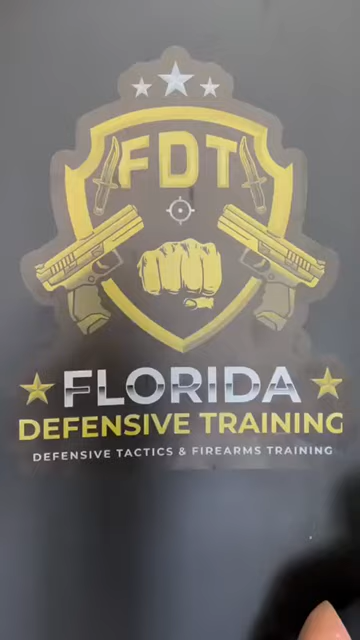 FDT
FLORIDA
DEFENSIVE TRAINING
DEFENSIVE TACTICS & FIREARMS TRAINING